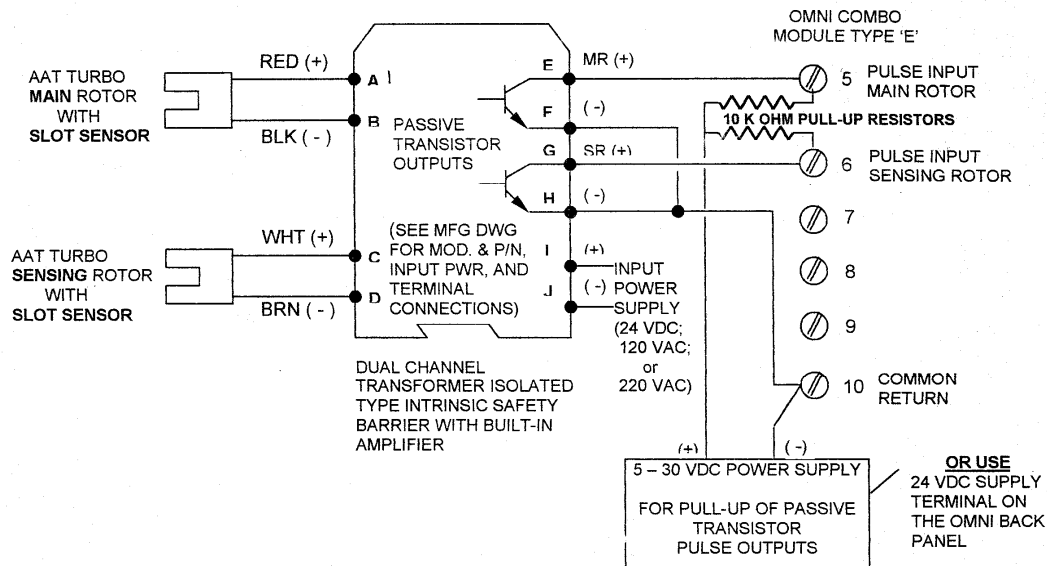 OMNI COMBO
MODULE TYPE 'E'
AAT TURBO
MAIN ROTOR
WITH
SLOT SENSOR
RED (+)
BLK ( - )
A
B
PASSIVE
TRANSISTOR
OUTPUTS
E
F
G
H
MR (+)
( -)
SR (+)
(-)
5
PULSE INPUT
MAIN ROTOR
10 K OHM PULL-UP RESISTORS
6
PULSE INPUT
SENSING ROTOR
7
8
9
10
COMMON
RETURN
AAT TURBO
SENSING ROTOR
WITH
SLOT SENSOR
WHT (+)
BRN ( - )
C
D
(SEE MFG DWG
FOR MOD. & P/N,
INPUT PWR, AND
TERMINAL
CONNECTIONS)
I
J
(+)
(-)
INPUT
POWER
SUPPLY
(24 VDC;
120 VAC;
or
220 VAC)
DUAL CHANNEL
TRANSFORMER ISOLATED
TYPE INTRINSIC SAFETY
BARRIER WITH BUILT-IN
AMPLIFIER
(+)
(-)
5 – 30 VDC POWER SUPPLY
FOR PULL-UP OF PASSIVE
TRANSISTOR
PULSE OUTPUTS
OR USE
24 VDC SUPPLY
TERMINAL ON
THE OMNI BACK
PANEL